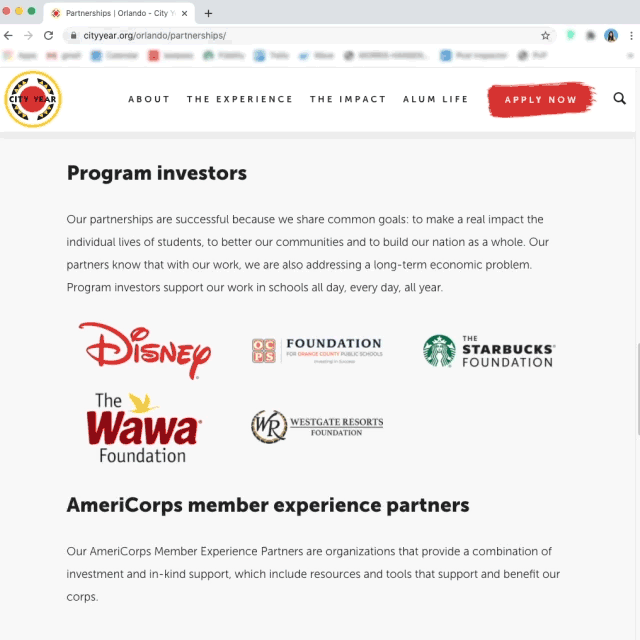 Partnerships | Orlando - City Y
cityyear.org/orlando/partnerships/
CITY YEAR
ABOUT THE EXPERIENCE THE IMPACT ALUM LIFE APPLY NOW
Program investors
Our partnerships are successful because we share common goals: to make a real impact the
individual lives of students, to better our communities and to build our nation as a whole. Our
partners know that with our work, we are also addressing a long-term economic problem.
Program investors support our work in schools all day, every day, all year.
Disney
OCPS
FOUNDATION
FOR ORANGE COUNTY PUBLIC SCHOOLS
Investing in Success
THE
STARBUCKS
FOUNDATION
The
Wawa
Foundation
WR
WESTGATE RESORTS
FOUNDATION
AmeriCorps member experience partners
Our AmeriCorps Member Experience Partners are organizations that provide a combination of
investment and in-kind support, which include resources and tools that support and benefit our
corps.